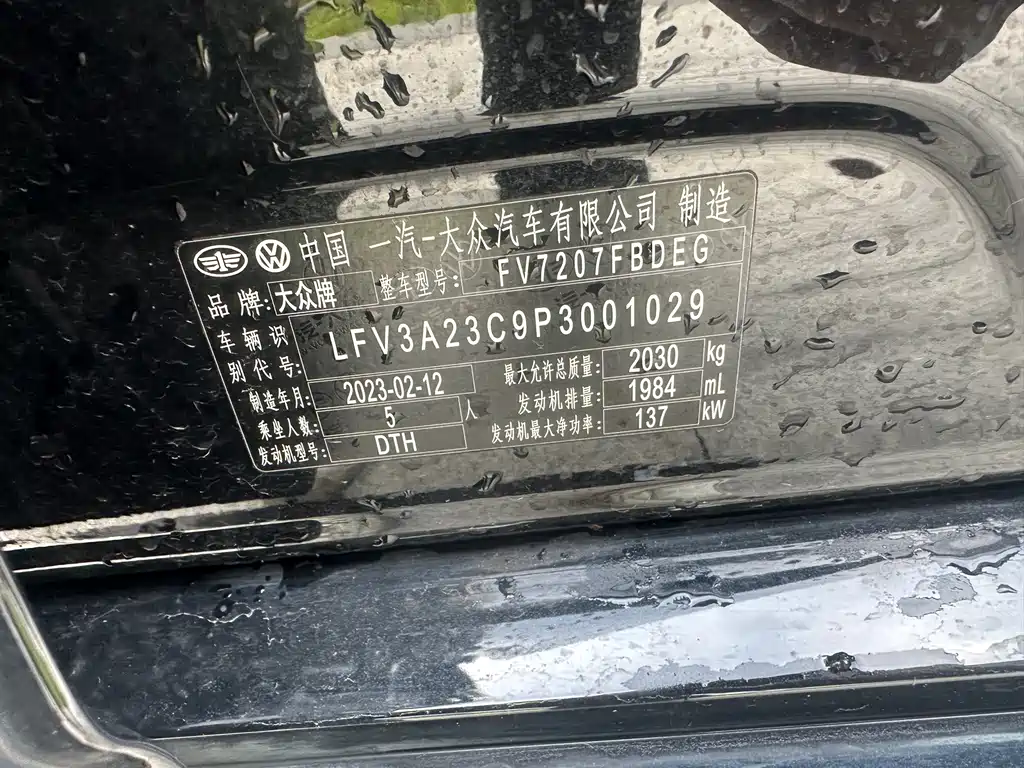 中国 一汽-大众汽车有限公司 制造
品牌: 大众牌 整车型号: FV7207FBDEG
车辆识别代号: LFV3A23C9P3001029
制造年月: 2023-02-12 最大允许总质量: 2030 kg
乘坐人数: 5 人 发动机排量: 1984 mL
发动机型号: DTH 发动机最大净功率: 137 kW